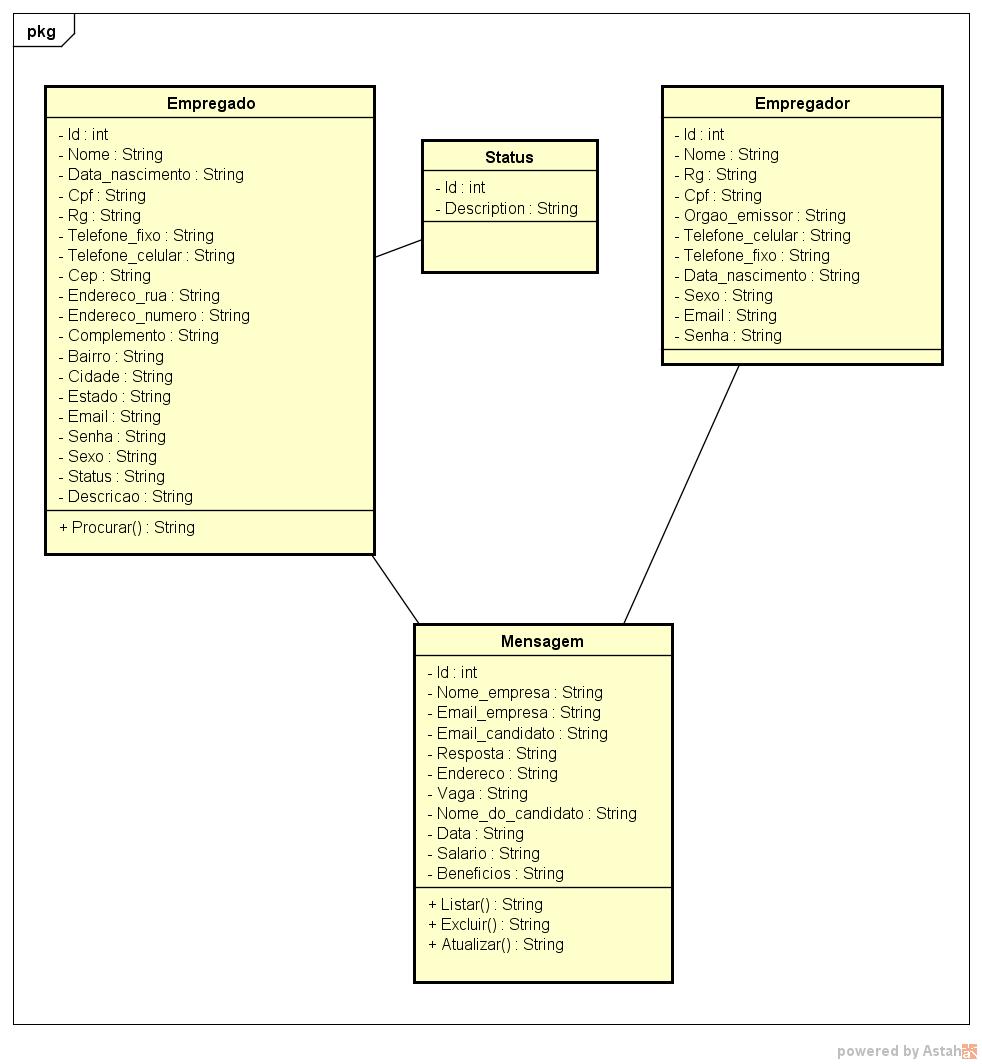 pkg
Empregado
- Id : int
- Nome : String
- Data_nascimento : String
- Cpf : String
- Rg : String
- Telefone_fixo : String
- Telefone_celular : String
- Cep : String
- Endereco_rua : String
- Endereco_numero : String
- Complemento : String
- Bairro : String
- Cidade : String
- Estado : String
- Email : String
- Senha : String
- Sexo : String
- Status : String
- Descricao : String
+ Procurar() : String
Status
- Id : int
- Description : String
Empregador
- Id : int
- Nome : String
- Rg : String
- Cpf : String
- Orgao_emissor : String
- Telefone_celular : String
- Telefone_fixo : String
- Data_nascimento : String
- Sexo : String
- Email : String
- Senha : String
Mensagem
- Id : int
- Nome_empresa : String
- Email_empresa : String
- Email_candidato : String
- Resposta : String
- Endereco : String
- Vaga : String
- Nome_do_candidato : String
- Data : String
- Salario : String
- Beneficios : String
+ Listar() : String
+ Excluir() : String
+ Atualizar() : String
powered by Astah